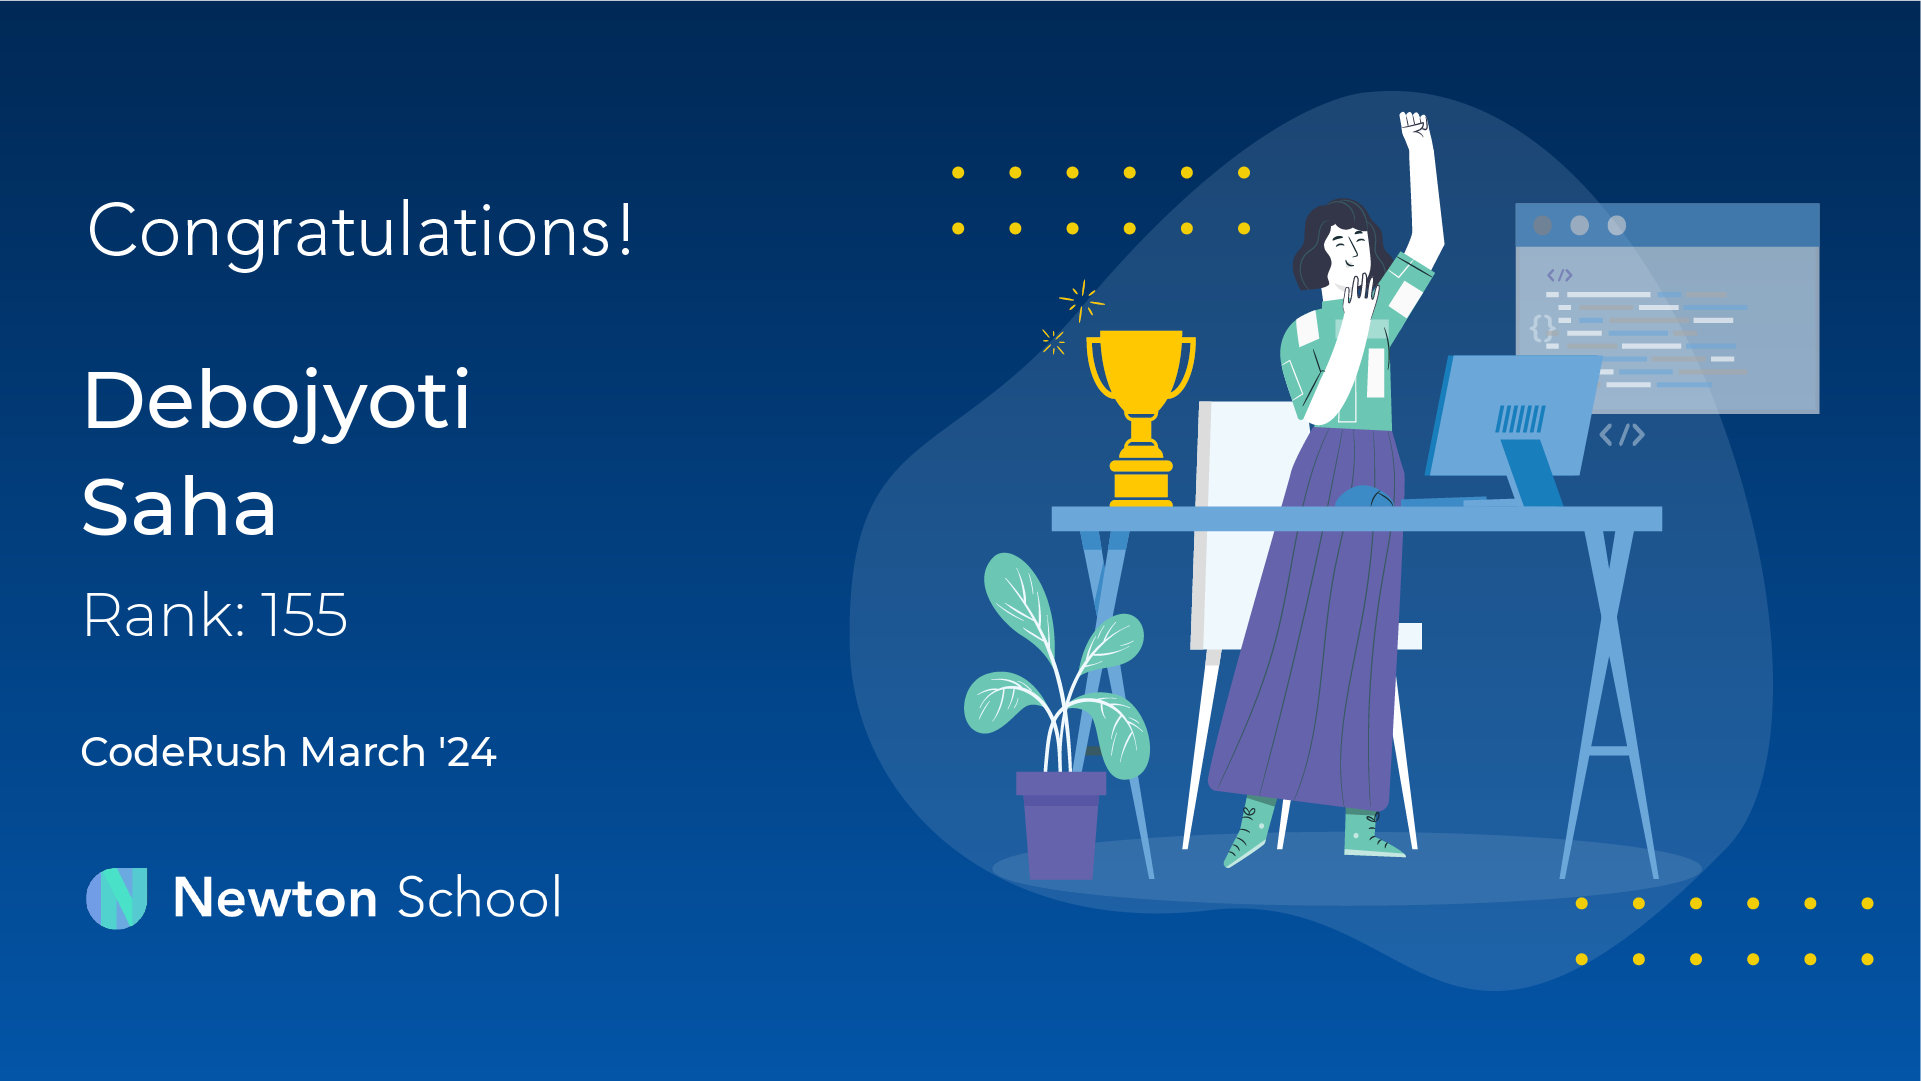 Congratulations!
Debojyoti
Saha
Rank: 155
CodeRush March '24
Newton School
</>
{}
</>